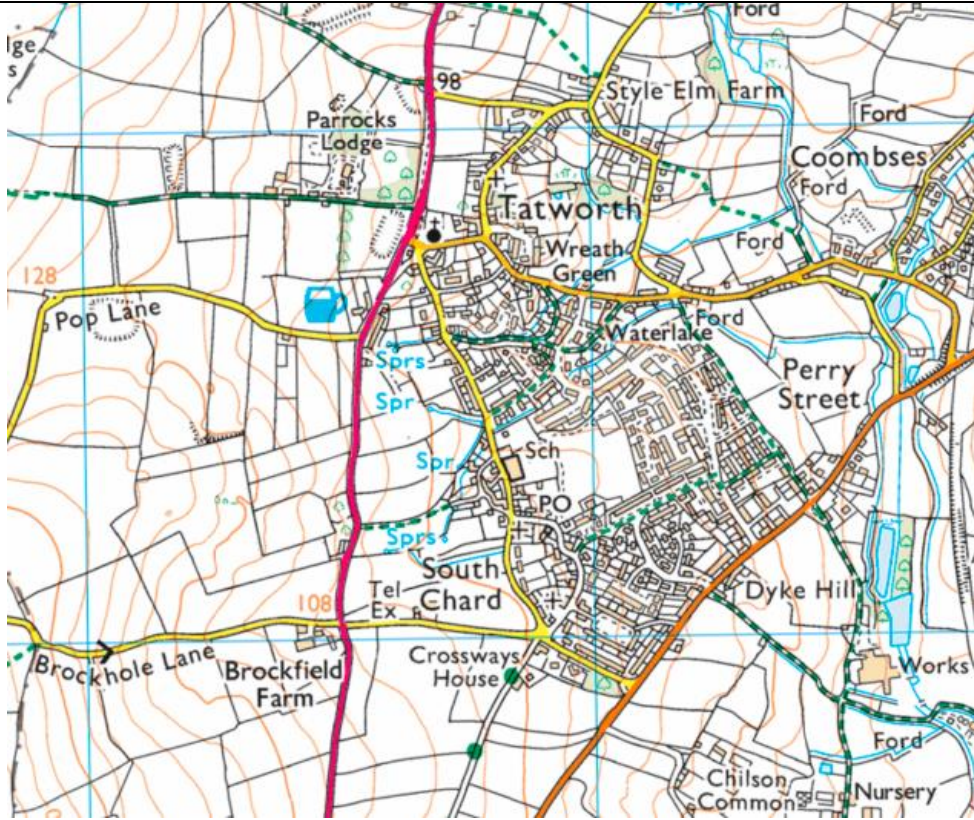 Ford
ge
s
98
Style Elm Farm
Parrocks
Lodge
Ford
Coombses
Ford
Tatworth
Wreath
Green
Ford
128
Pop Lane
Waterlake
Ford
Sprs
Perry
Street
Spr
Sch
Spr
PO
Sprs
South
Chard
Tel
Ex
108
Dyke Hill
Brockhole Lane
Brockfield
Farm
Crossways
House
Works
Ford
Chilson
Common
Nursery